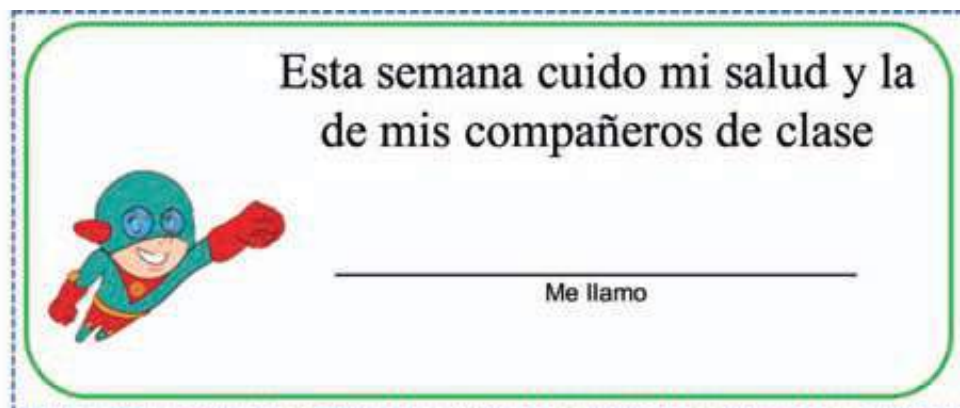 Esta semana cuido mi salud y la
de mis compañeros de clase
Me llamo